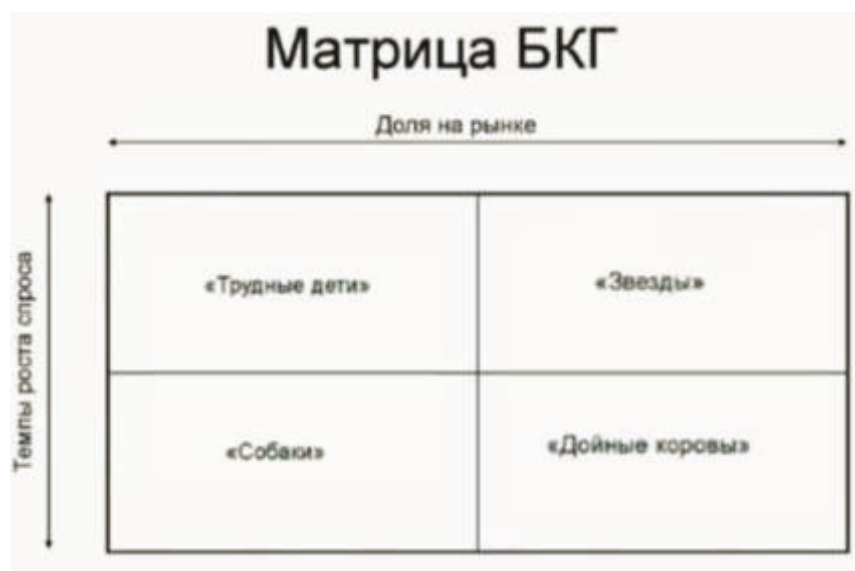 Матрица БКГ
Доля на рынке
Темпы роста спроса
«Трудные дети»
«Звезды»
«Собаки»
«Дойные коровы»